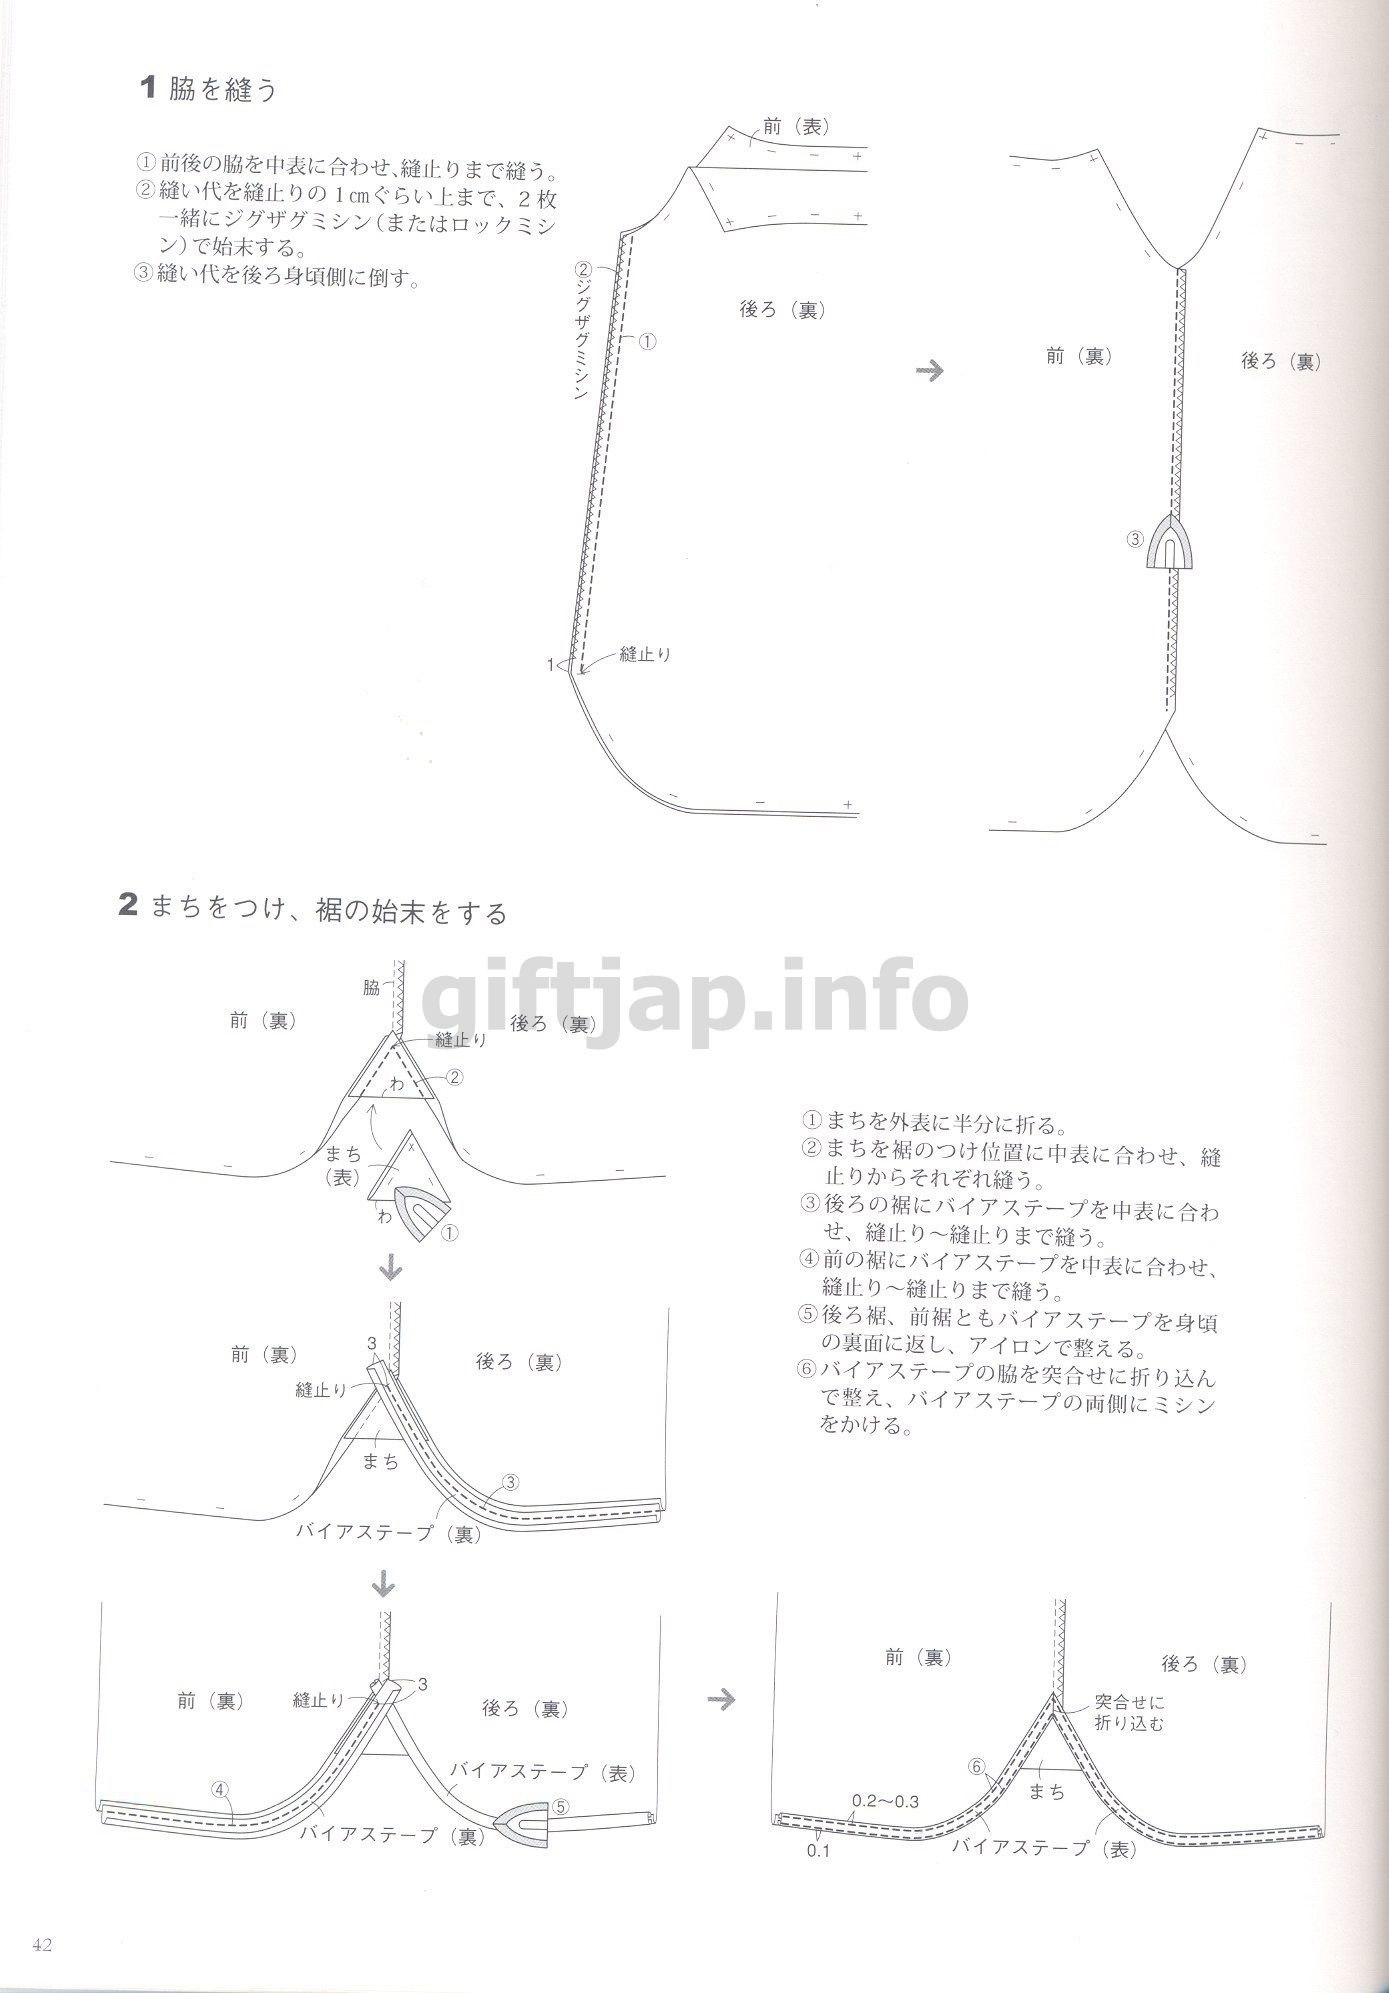 1 脇を縫う
①前後の脇を中表に合わせ、縫止りまで縫う。
②縫い代を縫止りの1cmぐらい上まで、2枚
一緒にジグザグミシン(またはロックミシ
ン)で始末する。
③縫い代を後ろ身頃側に倒す。
前(表)
②ジグザグミシン
①
後ろ(裏)
1
縫止り
前(裏)
後ろ(裏)
③
2 まちをつけ、裾の始末をする
giftjap.info
脇
前(裏)
後ろ(裏)
縫止り
②
わ
まち
(表)
わ
①
①まちを外表に半分に折る。
②まちを裾のつけ位置に中表に合わせ、縫
止りからそれぞれ縫う。
③後ろの裾にバイアステープを中表に合わ
せ、縫止り〜縫止りまで縫う。
④前の裾にバイアステープを中表に合わせ、
縫止り〜縫止りまで縫う。
⑤後ろ裾、前裾ともバイアステープを身頃
の裏面に返し、アイロンで整える。
⑥バイアステープの脇を突合せに折り込ん
で整え、バイアステープの両側にミシン
をかける。
3
前(裏)
後ろ(裏)
縫止り
まち
③
バイアステープ(裏)
3
前(裏)
縫止り
後ろ(裏)
バイアステープ(表)
④
⑤
バイアステープ(裏)
前(裏)
後ろ(裏)
突合せに
折り込む
⑥
まち
0.2〜0.3
0.1
バイアステープ(表)
42